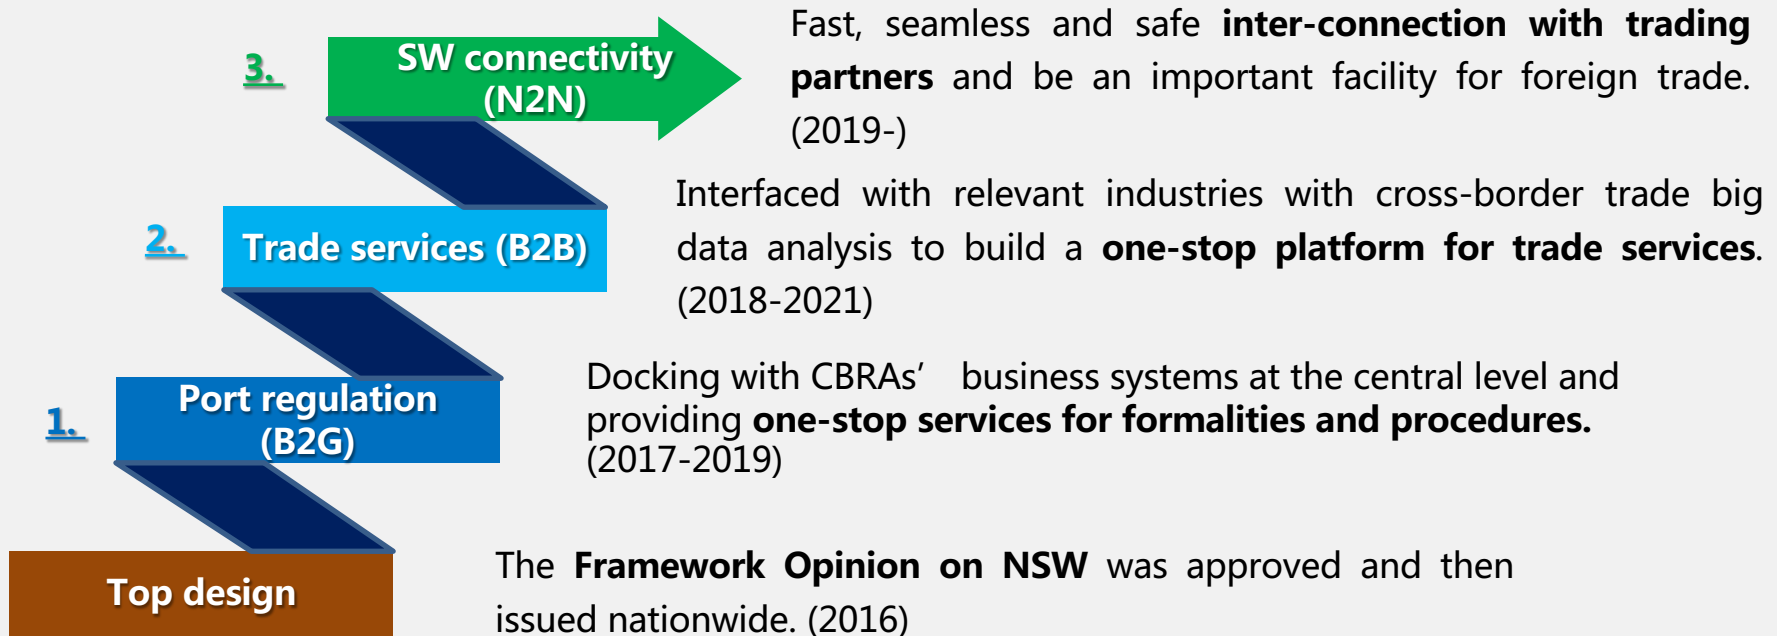 3.
SW connectivity
(N2N)
Fast, seamless and safe inter-connection with trading
partners and be an important facility for foreign trade.
(2019-)
2.
Trade services (B2B)
Interfaced with relevant industries with cross-border trade big
data analysis to build a one-stop platform for trade services.
(2018-2021)
1.
Port regulation
(B2G)
Docking with CBRAs’ business systems at the central level and
providing one-stop services for formalities and procedures.
(2017-2019)
Top design
The Framework Opinion on NSW was approved and then
issued nationwide. (2016)